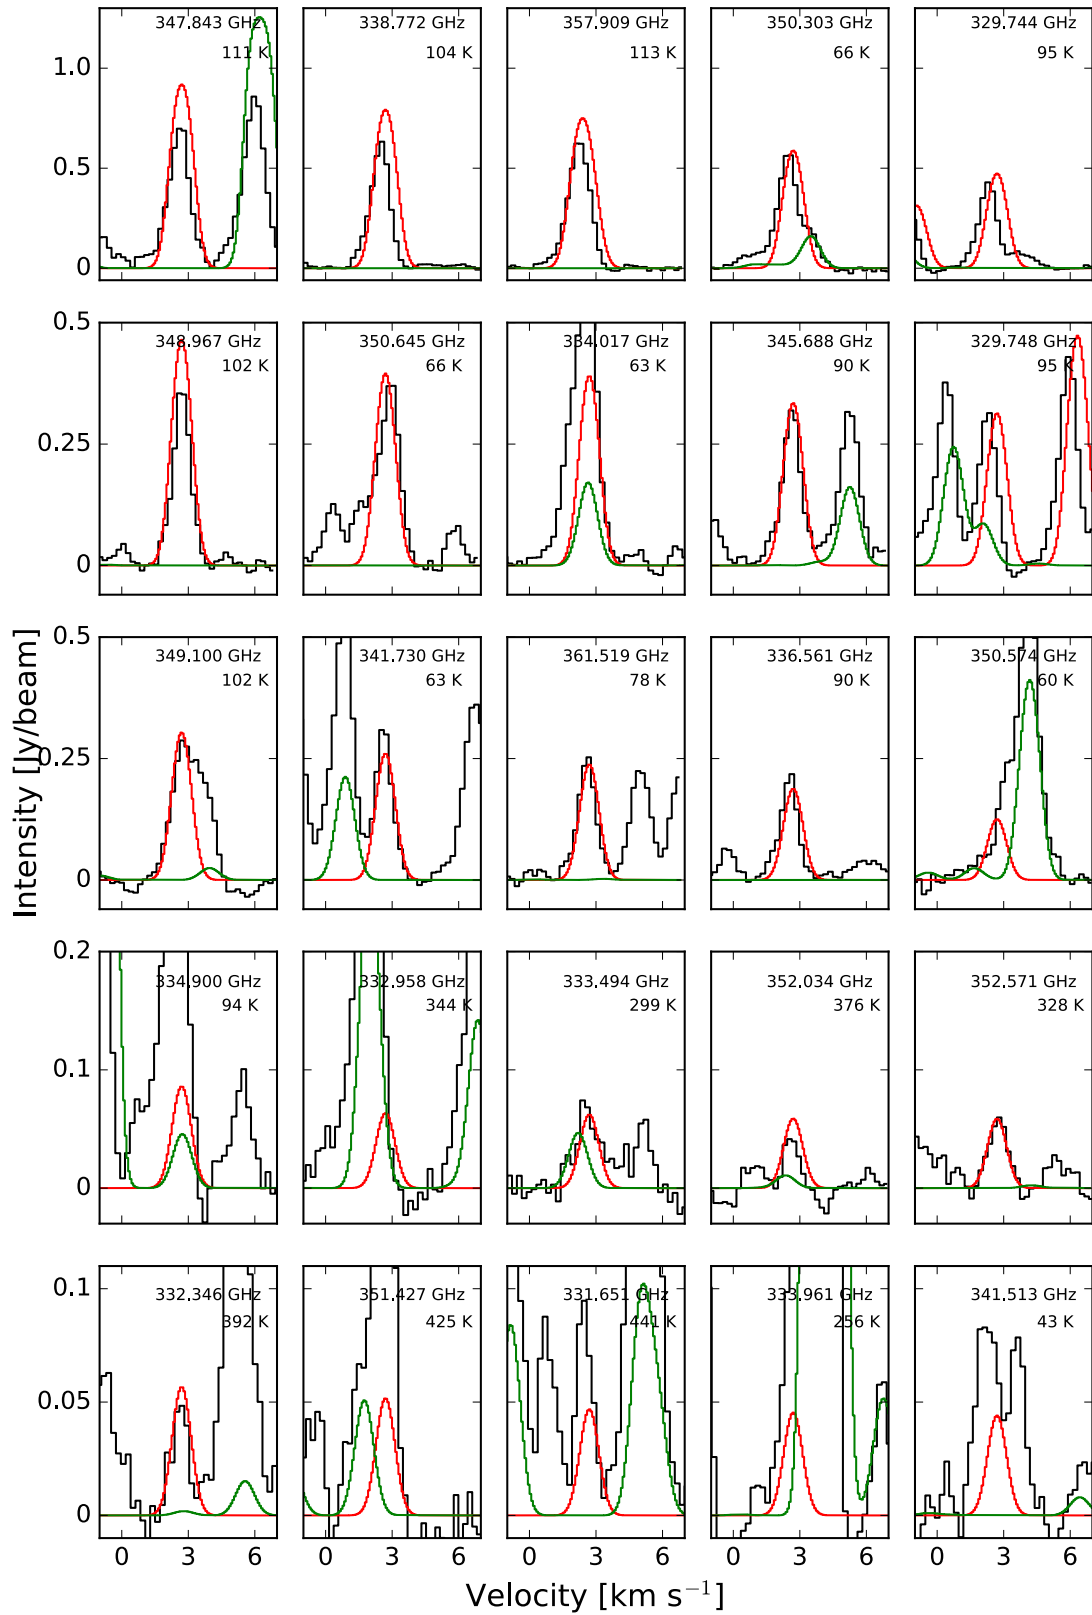 347.843 GHz 338.772 GHz 357.909 GHz 350.303 GHz 329.744 GHz
111 K 104 K 113 K 66 K 95 K
1.0
0.5
0
0.5
348.967 GHz 350.645 GHz 334.017 GHz 345.688 GHz 329.748 GHz
102 K 66 K 63 K 90 K 95 K
0.25
0
0.5
349.100 GHz 341.730 GHz 361.519 GHz 336.561 GHz 350.574 GHz
102 K 63 K 78 K 90 K 60 K
0.25
0
Intensity [Jy/beam]
0.2
334.900 GHz 332.958 GHz 333.494 GHz 352.034 GHz 352.571 GHz
94 K 344 K 299 K 376 K 328 K
0.1
0
0.1
332.346 GHz 351.427 GHz 331.651 GHz 333.961 GHz 341.513 GHz
392 K 425 K 441 K 256 K 43 K
0.05
0
0 3 6 0 3 6 0 3 6 0 3 6 0 3 6
Velocity [km s⁻¹]